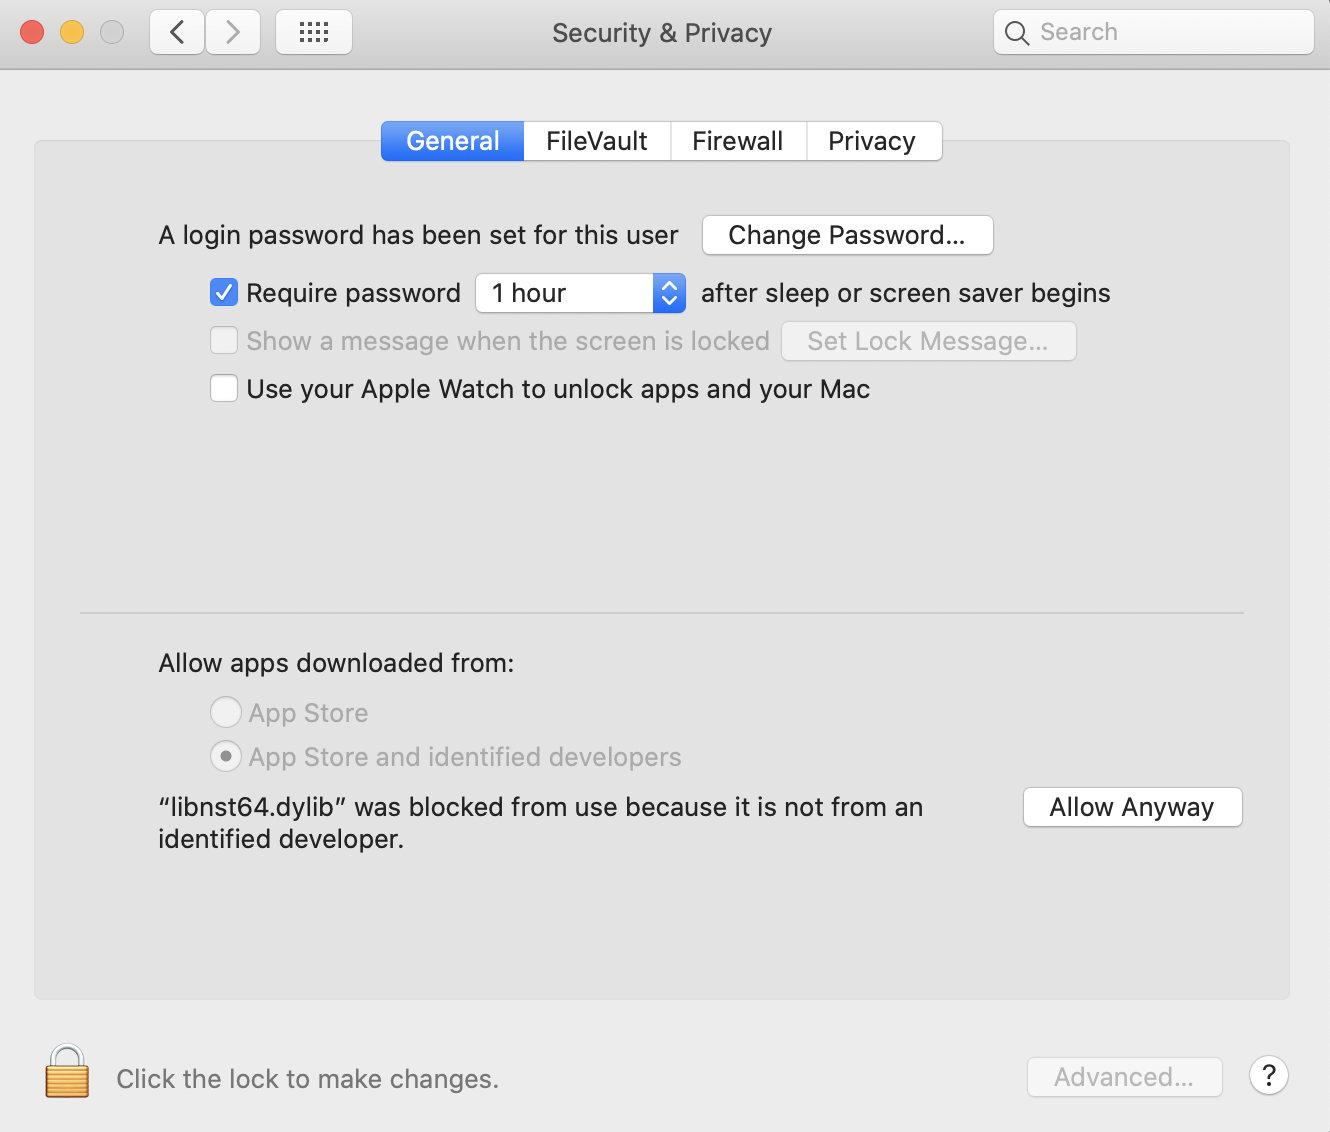 Security & Privacy
Search
General FileVault Firewall Privacy
A login password has been set for this user Change Password...
Require password 1 hour after sleep or screen saver begins
Show a message when the screen is locked Set Lock Message...
Use your Apple Watch to unlock apps and your Mac
Allow apps downloaded from:
App Store
App Store and identified developers
“libnst64.dylib” was blocked from use because it is not from an Allow Anyway
identified developer.
Click the lock to make changes. Advanced... ?